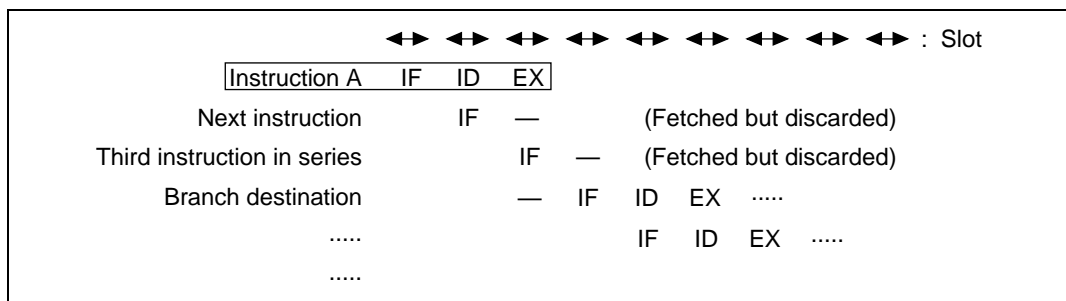 : Slot
Instruction A IF ID EX
Next instruction IF — (Fetched but discarded)
Third instruction in series IF — (Fetched but discarded)
Branch destination — IF ID EX .....
..... IF ID EX .....
.....